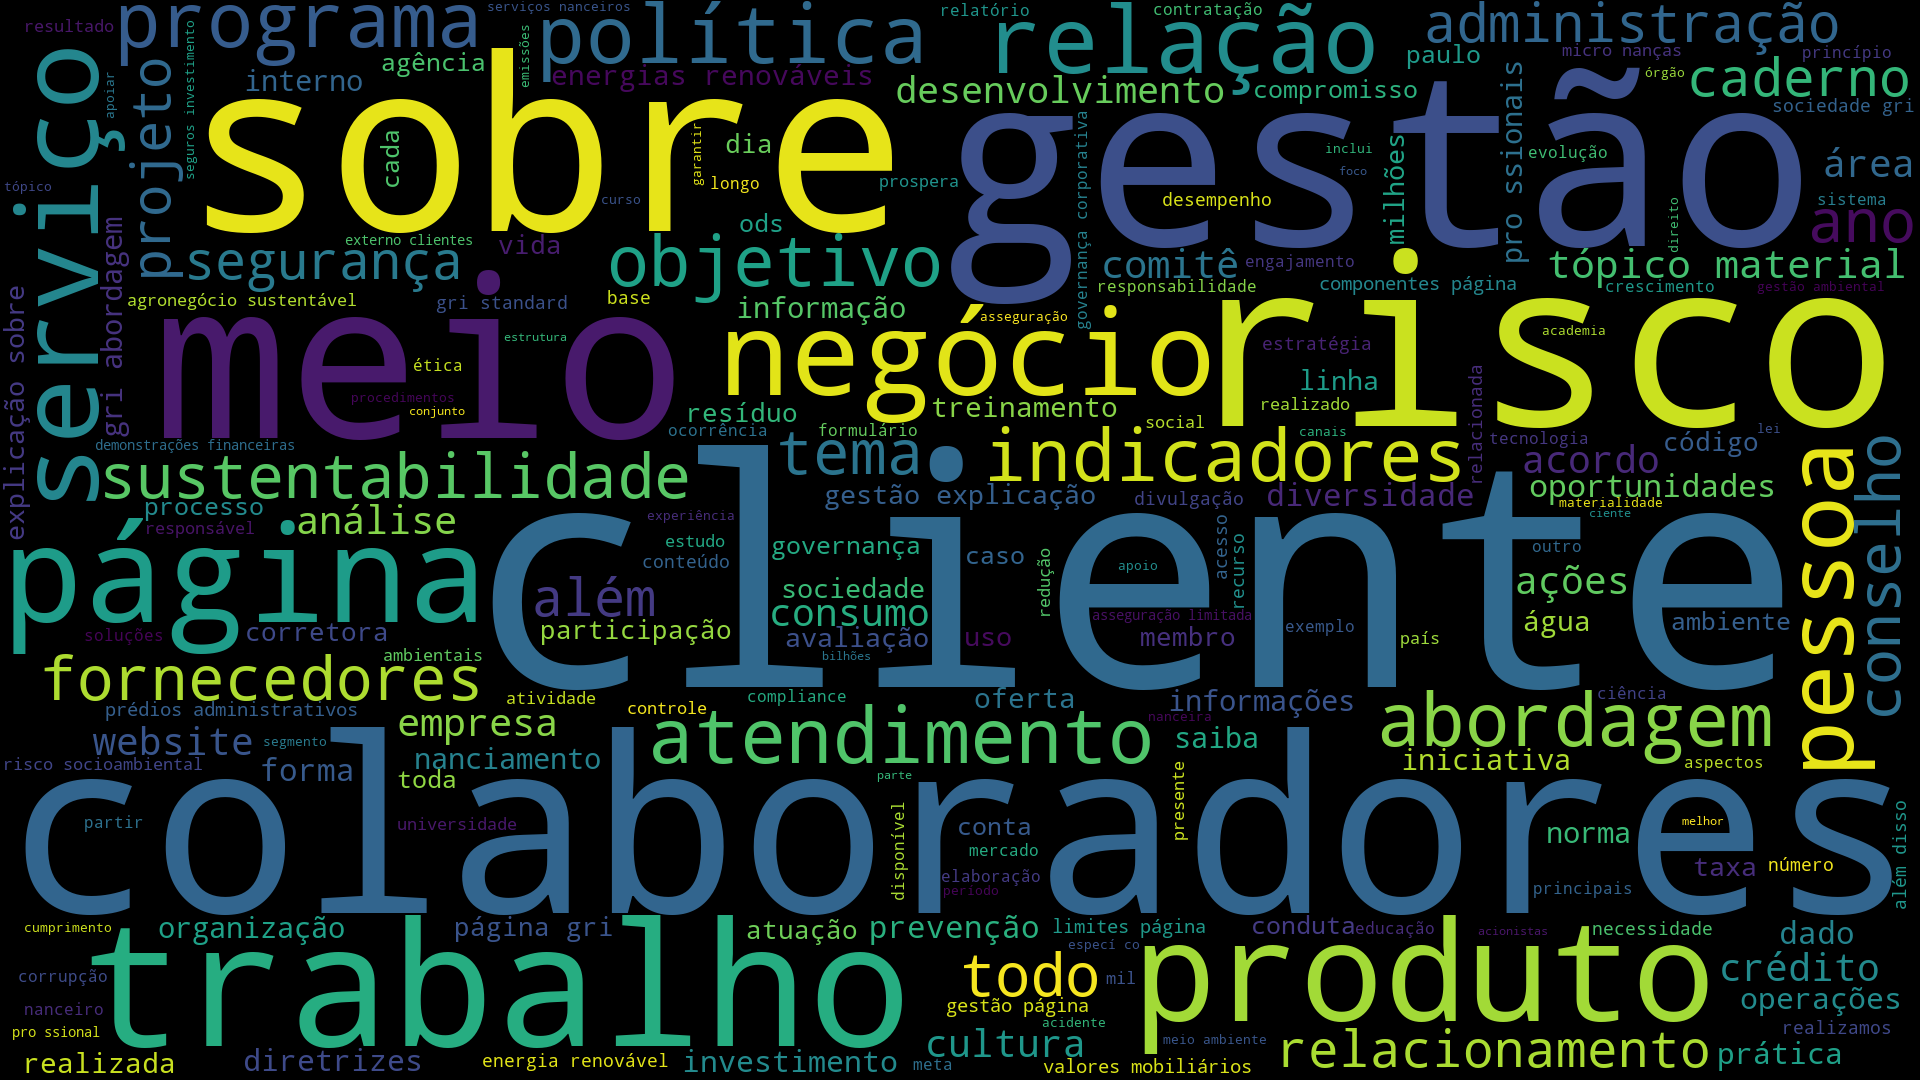 resultado
programa
serviços nanceiros
política
relatório
contratação
relação
administração
serviço
apoiar
projeto
seguros investimento
interno
agência
emissões
energias renováveis
desenvolvimento
compromisso
paulo
micro nanças
princípio
órgão
caderno
sociedade gri
sobre
cada
garantir
dia
longo
prospera
gestão
governança corporativa
desempenho
inclui
foco
milhões
pro ssionais
evolução
área
sistema
ano
direito
tópico
curso
ods
segurança
externo clientes
vida
objetivo
comitê
engajamento
tópico material
explicação sobre
gri abordagem
agronegócio sustentável
gri standard
base
informação
responsabilidade
componentes página
crescimento
gestão ambiental
meio
estrutura
ética
procedimentos
conjunto
negócio
asseguração
risco
estratégia
academia
linha
realizado
relacionada
resíduo
treinamento
social
demonstrações financeiras
ocorrência
formulário
canais
tecnologia
código
lei
sustentabilidade
tema
indicadores
acordo
oportunidades
pessoa
conselho
processo
gestão explicação
divulgação
diversidade
materialidade
ciente
responsável
análise
experiência
página
cliente
estudo
conteúdo
governança
caso
redução
apoio
acesso
recurso
outro
além
sociedade
consumo
ações
soluções
corretora
participação
avaliação
uso
asseguração limitada
membro
exemplo
país
água
ambiente
fornecedores
ambientais
bilhões
prédios administrativos
atividade
controle
compliance
oferta
informações
ciência
website
segmento
empresa
atendimento
nanceira
saiba
abordagem
risco socioambiental
forma
nanciamento
toda
parte
iniciativa
aspectos
colaboradores
partir
universidade
disponível
conta
mercado
elaboração
período
presente
norma
melhor
taxa
número
principais
além disso
cumprimento
organização
página gri
atuação
prevenção
limites página
especí co
conduta
educação
acionistas
necessidade
dado
corrupção
trabalho
todo
mil
produto
crédito
nanceiro
gestão página
operações
pro ssional
acidente
realizamos
realizada
diretrizes
energia renovável
investimento
meta
cultura
valores mobiliários
meio ambiente
relacionamento
prática